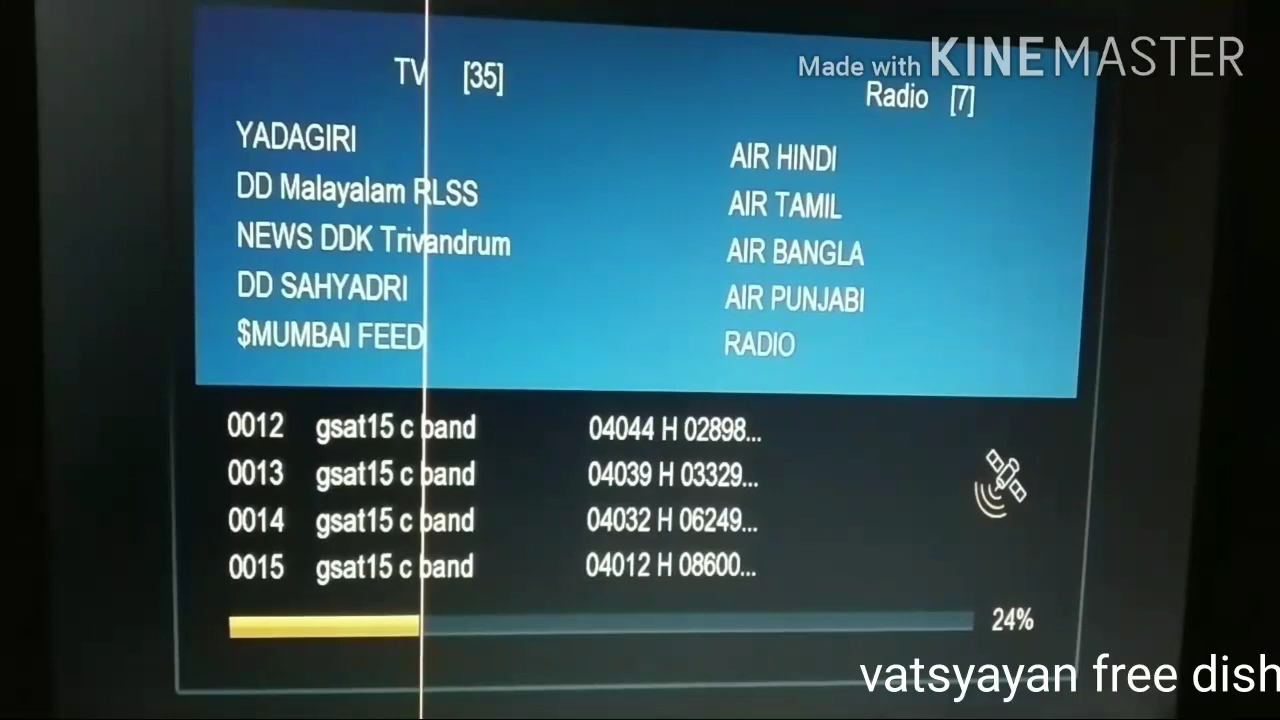 Made with KINEMASTER
TV [35]
Radio [7]
YADAGIRI
DD Malayalam RLSS
NEWS DDK Trivandrum
DD SAHYADRI
$MUMBAI FEED
AIR HINDI
AIR TAMIL
AIR BANGLA
AIR PUNJABI
RADIO
0012 gsat15 c band 04044 H 02898...
0013 gsat15 c band 04039 H 03329...
0014 gsat15 c band 04032 H 06249...
0015 gsat15 c band 04012 H 08600...
24%
vatsyayan free dish